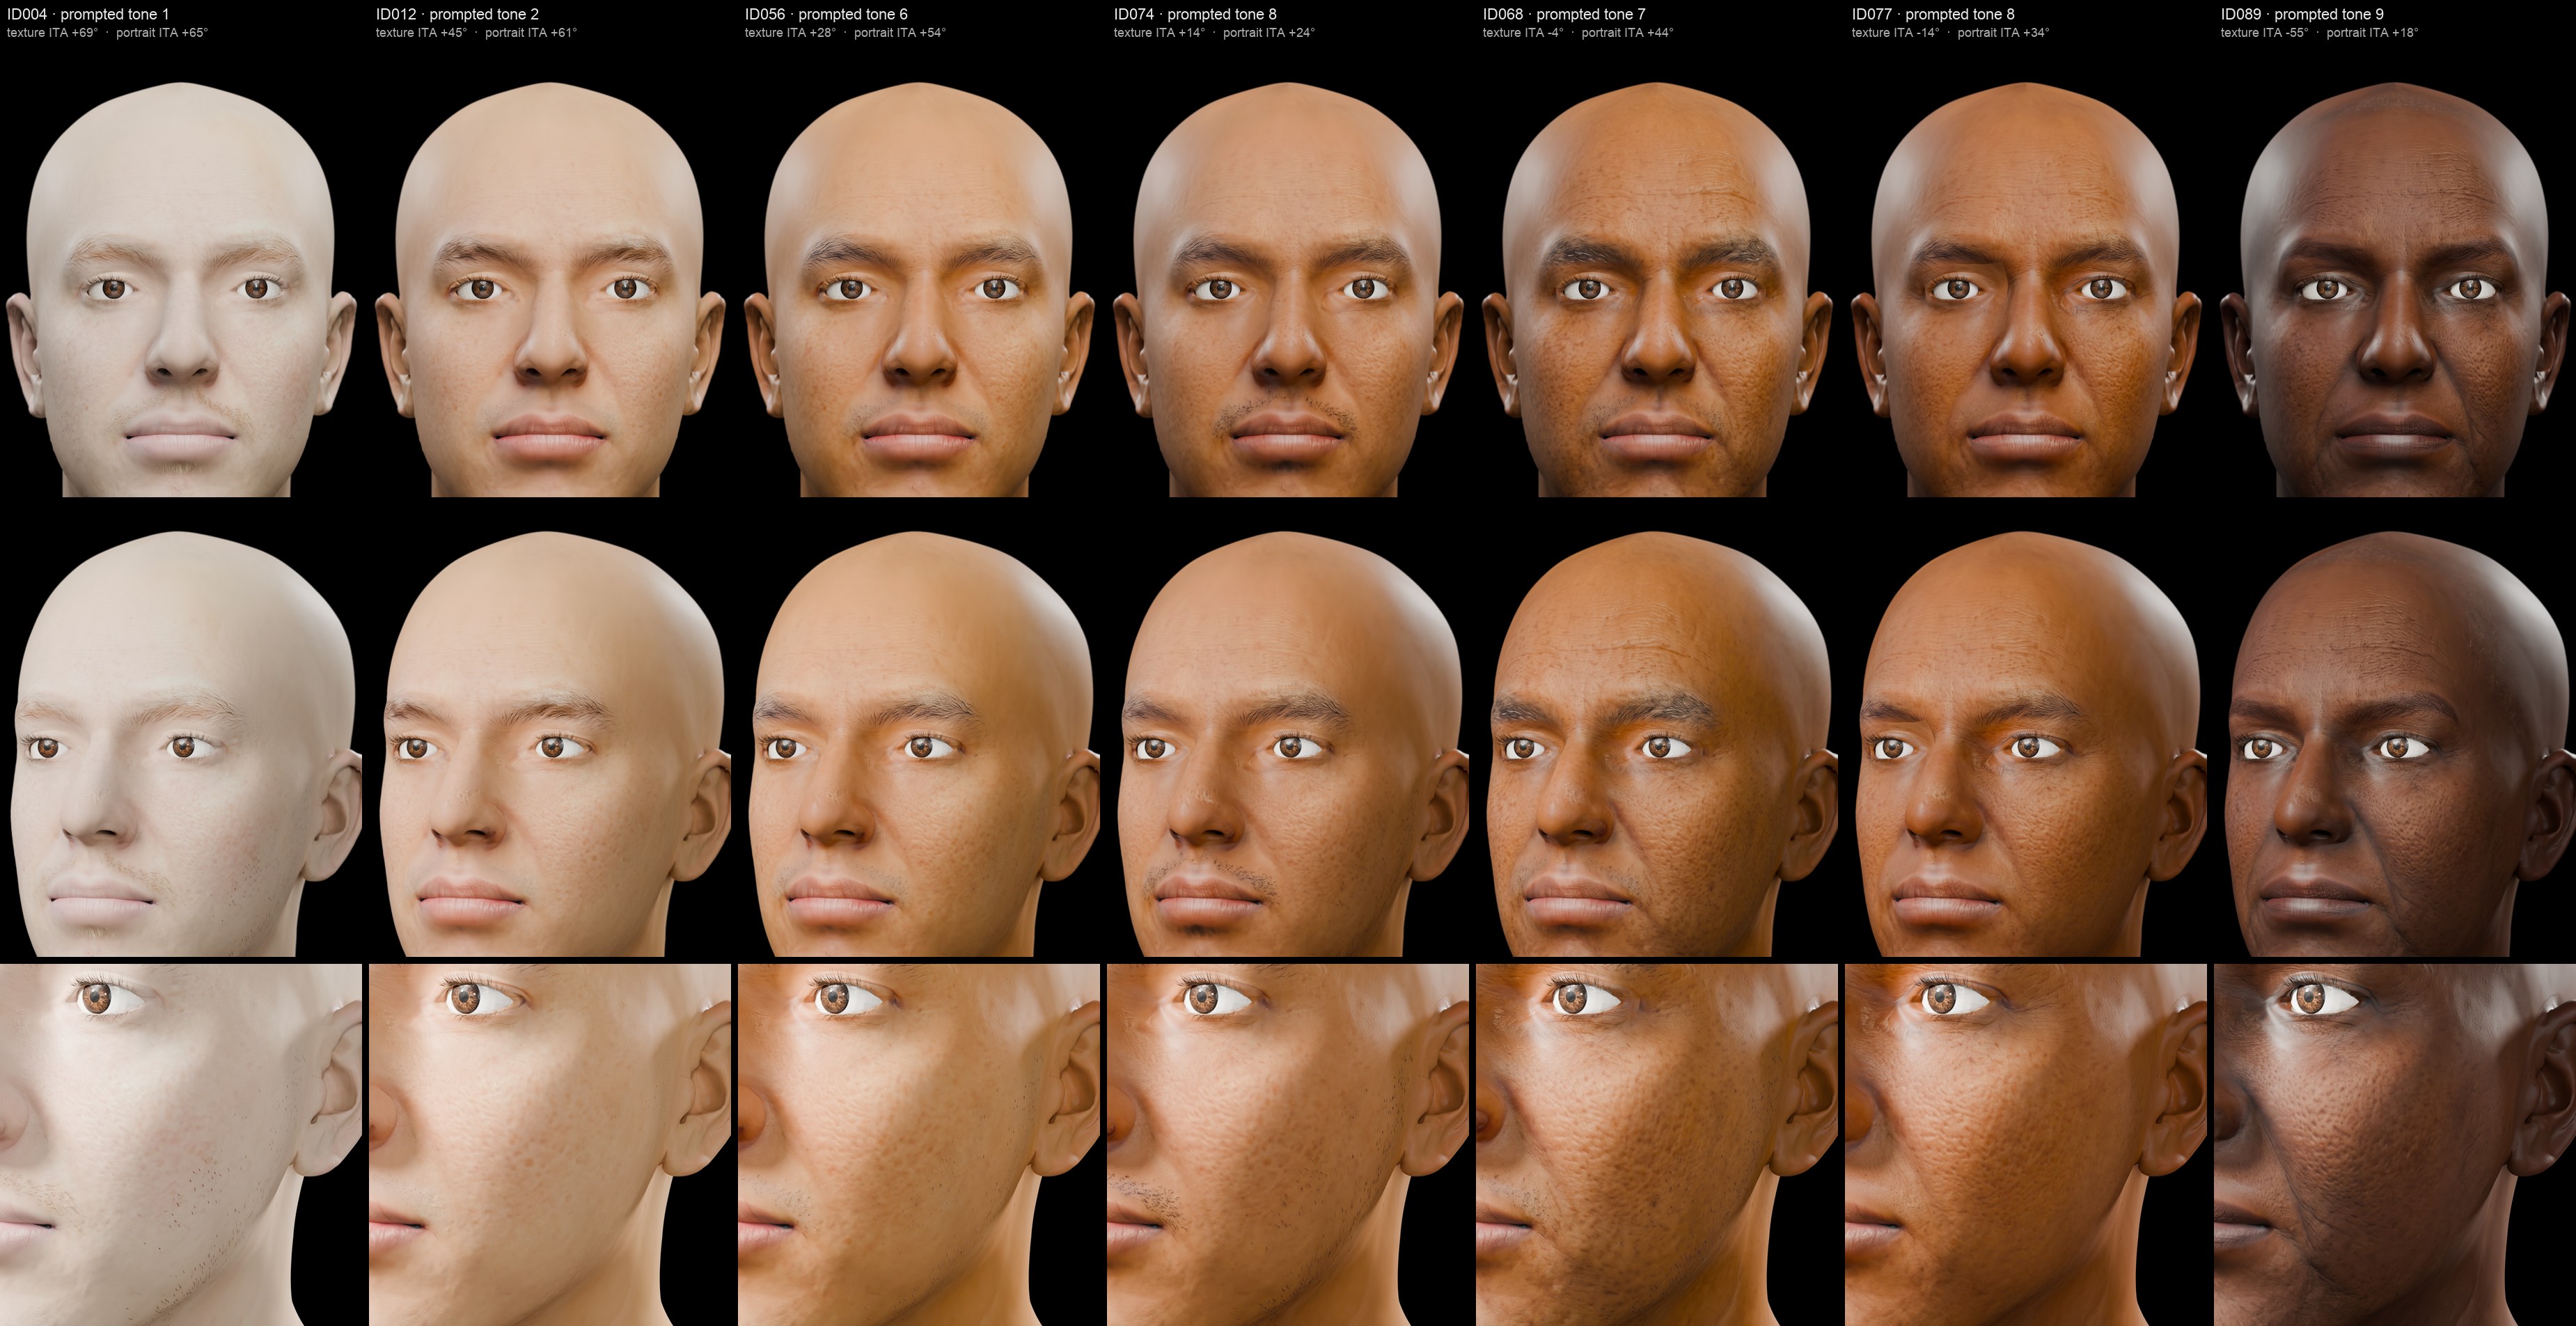 ID004 · prompted tone 1
texture ITA +69° · portrait ITA +65°
ID012 · prompted tone 2
texture ITA +45° · portrait ITA +61°
ID056 · prompted tone 6
texture ITA +28° · portrait ITA +54°
ID074 · prompted tone 8
texture ITA +14° · portrait ITA +24°
ID068 · prompted tone 7
texture ITA -4° · portrait ITA +44°
ID077 · prompted tone 8
texture ITA -14° · portrait ITA +34°
ID089 · prompted tone 9
texture ITA -55° · portrait ITA +18°